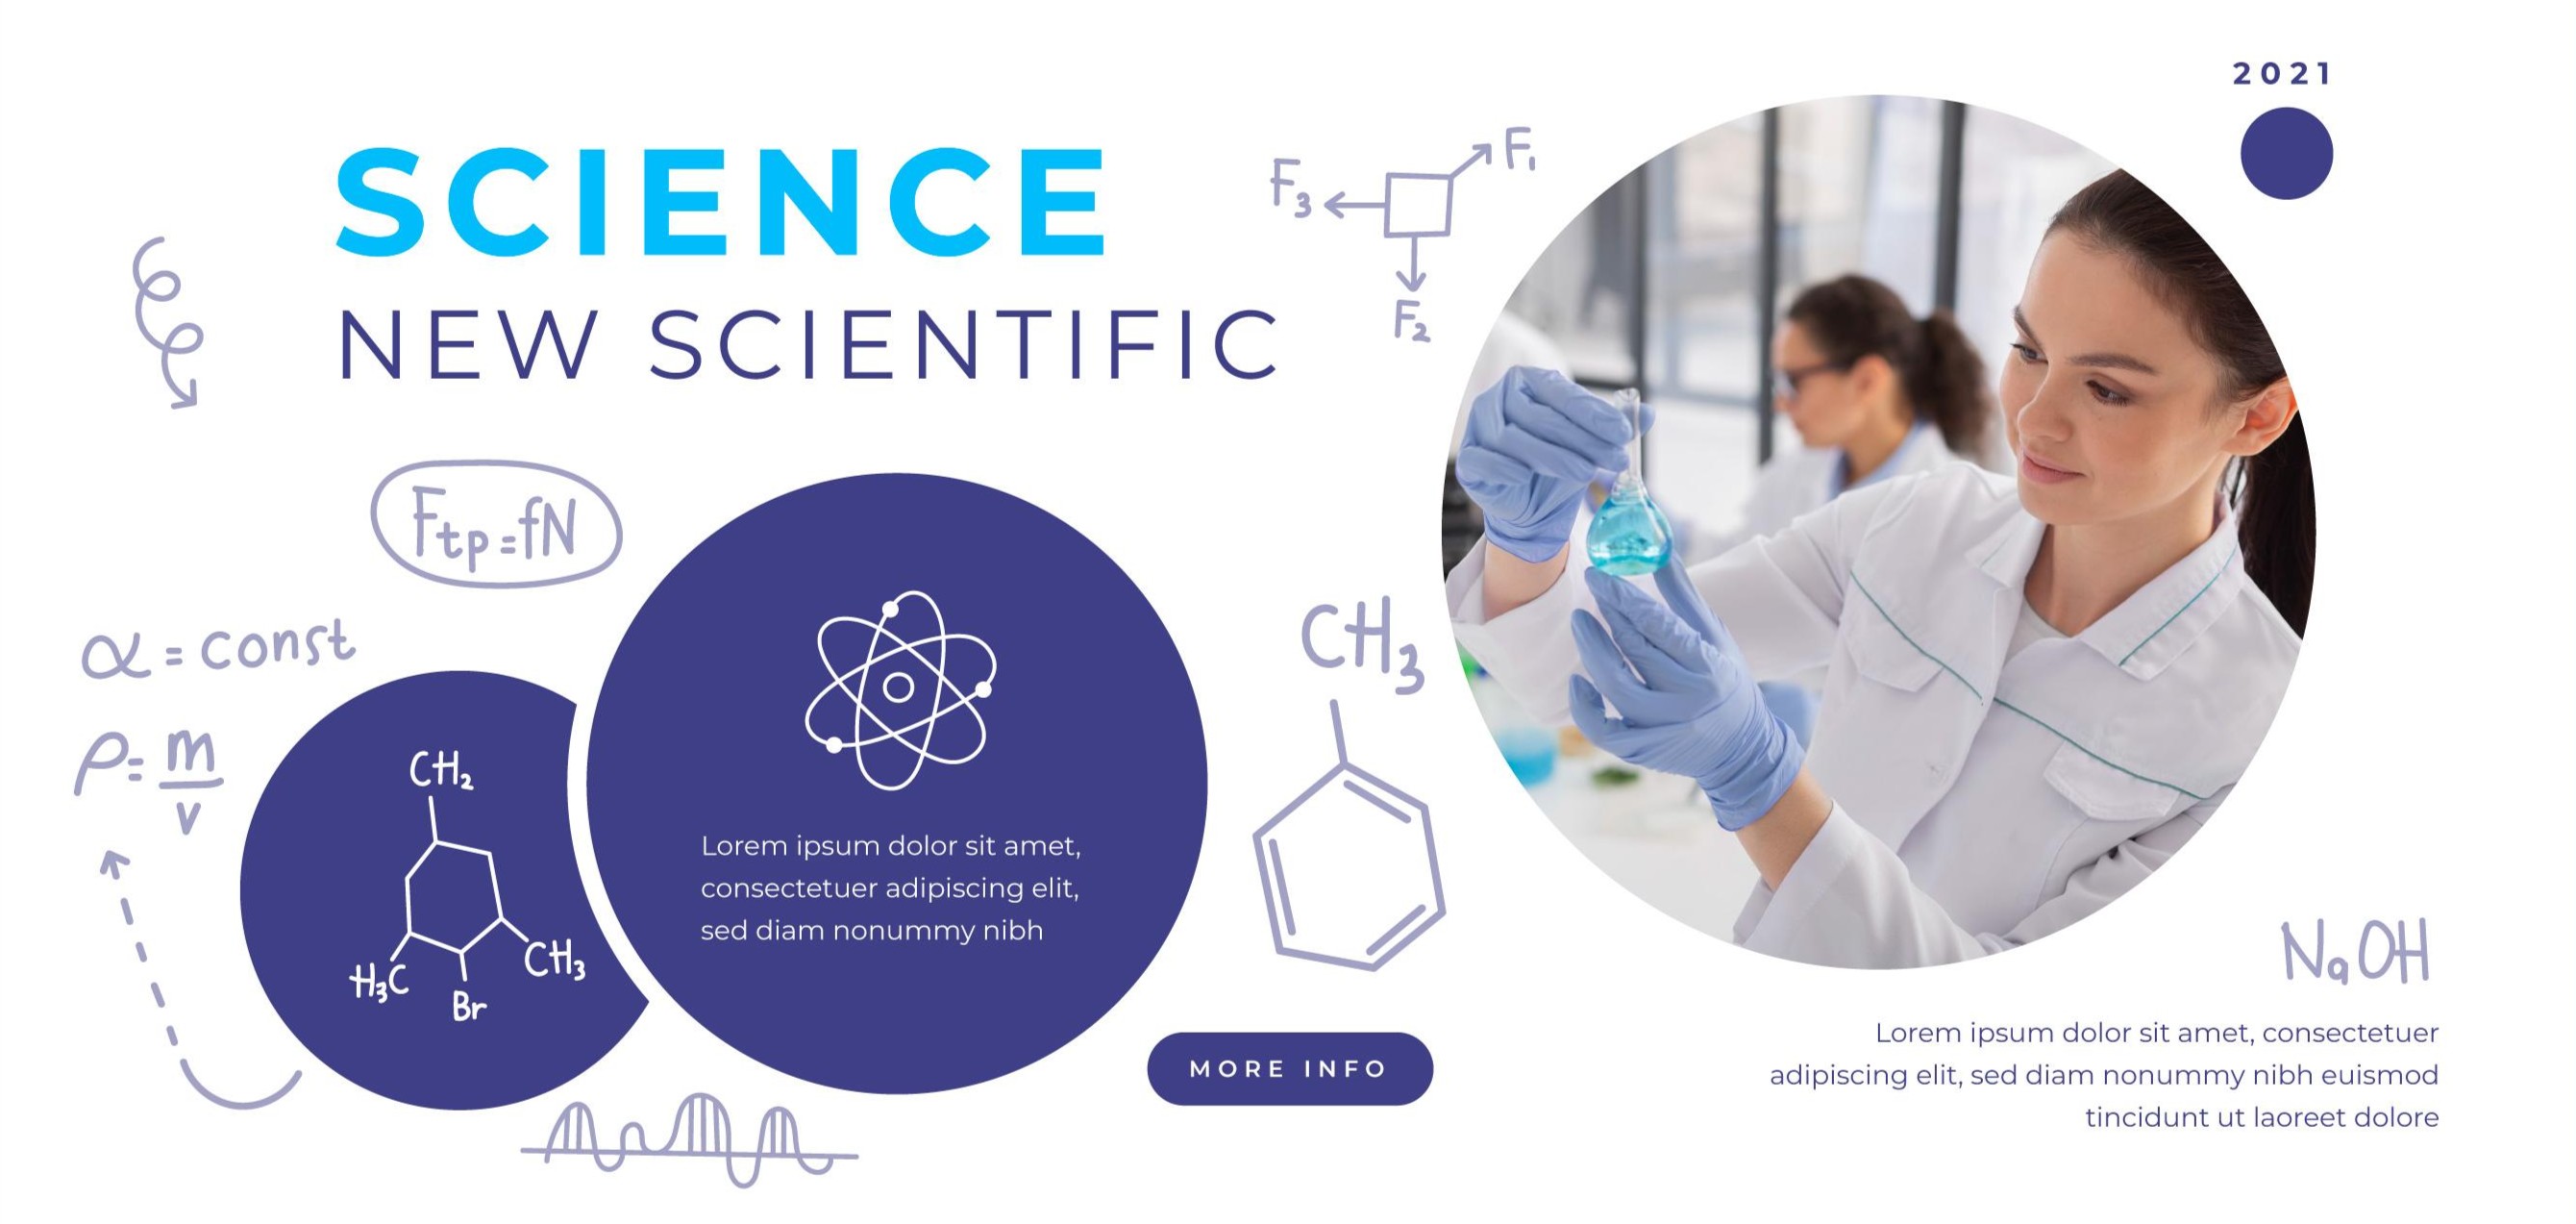 2021
SCIENCE
NEW SCIENTIFIC
F₁
F₃
F₂
Ftp=fN
α = const
ρ = m/v
CH₂
H₃C
CH₃
Br
Lorem ipsum dolor sit amet,
consectetuer adipiscing elit,
sed diam nonummy nibh
CH₃
MORE INFO
NaOH
Lorem ipsum dolor sit amet, consectetuer
adipiscing elit, sed diam nonummy nibh euismod
tincidunt ut laoreet dolore